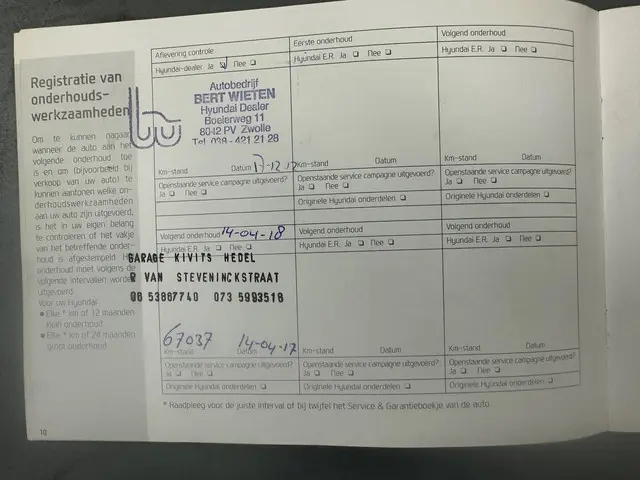 Registratie van
onderhouds-
werkzaamheden
Om te kunnen nagaan
wanneer de auto aan het
volgende onderhoud toe
is en om (bijvoorbeeld bij
verkoop van uw auto) te
kunnen aantonen welke on-
derhoudswerkzaamheden
aan uw auto zijn uitgevoerd,
is het in uw eigen belang
te controleren of het vakje
van het betreffende onder-
houd is afgestempeld. Het
onderhoud moet volgens de
volgende intervallen worden
uitgevoerd.
Voor uw Hyundai
• Elke * km of 12 maanden
klein onderhoud
• Elke * km of 24 maanden
groot onderhoud
10
Aflevering controle
Hyundai-dealer Ja Nee
Autobedrijf
BERT WIETEN
Hyundai Dealer
Boelerweg 11
8042 PV Zwolle
Tel. 038 - 421 21 28
bw
Km-stand Datum
Openstaande service campagne uitgevoerd?
Ja Nee
Eerste onderhoud
Hyundai E.R. Ja Nee
Km-stand Datum
Openstaande service campagne uitgevoerd?
Ja Nee
Originele Hyundai onderdelen
Volgend onderhoud
Hyundai E.R. Ja Nee
Km-stand Datum
Openstaande service campagne uitgevoerd?
Ja Nee
Originele Hyundai onderdelen
Volgend onderhoud 14-04-18
Hyundai E.R. Ja Nee
GARAGE KIVITS HEDEL
R VAN STEVENINCKSTRAAT
06 53867740 073 5993518
67037 14-04-17
Km-stand Datum
Openstaande service campagne uitgevoerd?
Ja Nee
Originele Hyundai onderdelen
Volgend onderhoud
Hyundai E.R. Ja Nee
Km-stand Datum
Openstaande service campagne uitgevoerd?
Ja Nee
Originele Hyundai onderdelen
Volgend onderhoud
Hyundai E.R. Ja Nee
Km-stand Datum
Openstaande service campagne uitgevoerd?
Ja Nee
Originele Hyundai onderdelen
* Raadpleeg voor de juiste interval of bij twijfel het Service & Garantieboekje van de auto.